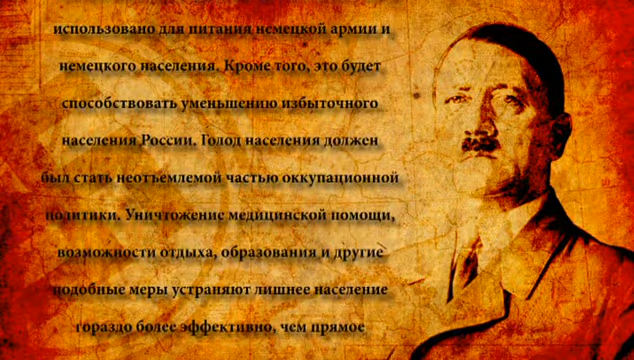 использовано для питания немецкой армии и
немецкого населения. Кроме того, это будет
способствовать уменьшению избыточного
населения России. Голод населения должен
был стать неотъемлемой частью оккупационной
политики. Уничтожение медицинской помощи,
возможности отдыха, образования и другие
подобные меры устраняют лишнее население
гораздо более эффективно, чем прямое